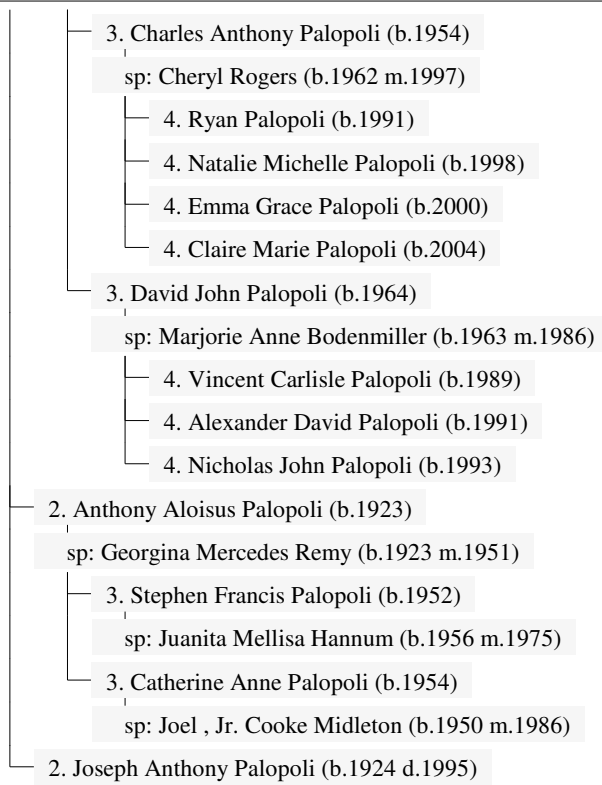 3. Charles Anthony Palopoli (b.1954)
sp: Cheryl Rogers (b.1962 m.1997)
4. Ryan Palopoli (b.1991)
4. Natalie Michelle Palopoli (b.1998)
4. Emma Grace Palopoli (b.2000)
4. Claire Marie Palopoli (b.2004)
3. David John Palopoli (b.1964)
sp: Marjorie Anne Bodenmiller (b.1963 m.1986)
4. Vincent Carlisle Palopoli (b.1989)
4. Alexander David Palopoli (b.1991)
4. Nicholas John Palopoli (b.1993)
2. Anthony Aloisus Palopoli (b.1923)
sp: Georgina Mercedes Remy (b.1923 m.1951)
3. Stephen Francis Palopoli (b.1952)
sp: Juanita Mellisa Hannum (b.1956 m.1975)
3. Catherine Anne Palopoli (b.1954)
sp: Joel , Jr. Cooke Midleton (b.1950 m.1986)
2. Joseph Anthony Palopoli (b.1924 d.1995)